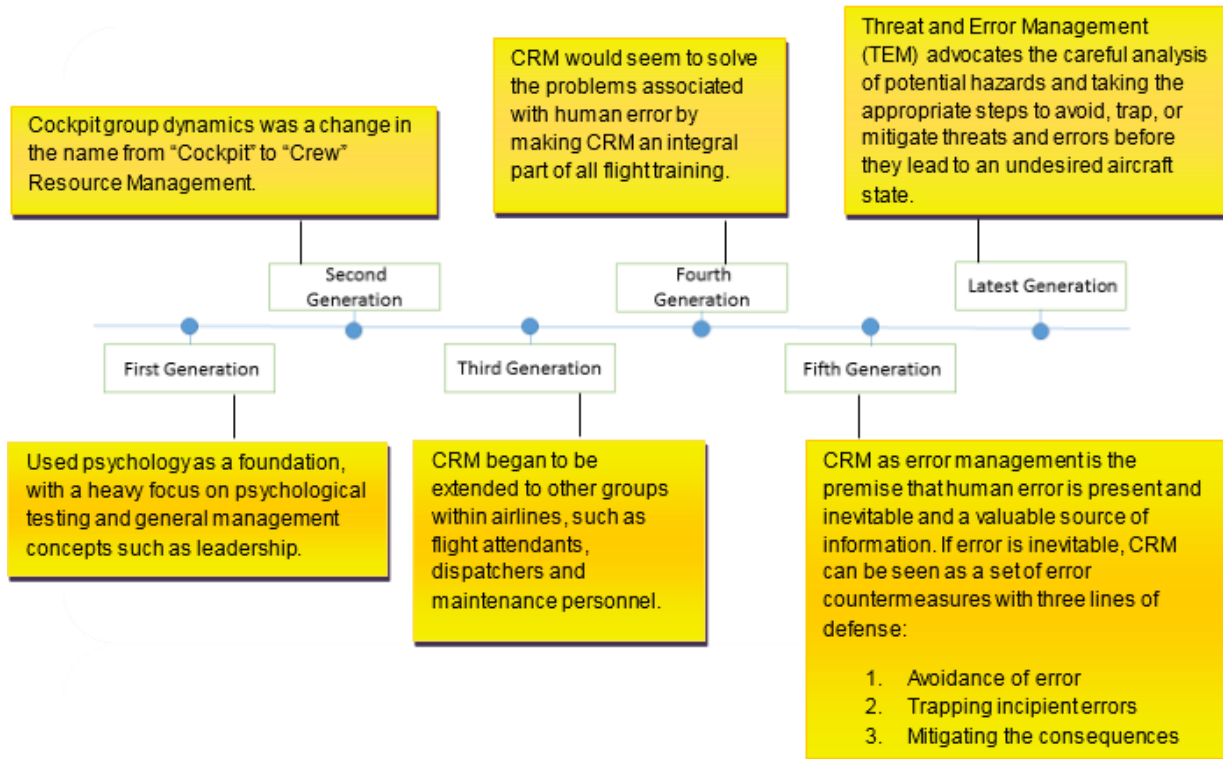 Cockpit group dynamics was a change in
the name from “Cockpit” to “Crew”
Resource Management.
CRM would seem to solve
the problems associated
with human error by
making CRM an integral
part of all flight training.
Threat and Error Management
(TEM) advocates the careful analysis
of potential hazards and taking the
appropriate steps to avoid, trap, or
mitigate threats and errors before
they lead to an undesired aircraft
state.
Second
Generation
Fourth
Generation
Latest Generation
First Generation
Third Generation
Fifth Generation
Used psychology as a foundation,
with a heavy focus on psychological
testing and general management
concepts such as leadership.
CRM began to be
extended to other groups
within airlines, such as
flight attendants,
dispatchers and
maintenance personnel.
CRM as error management is the
premise that human error is present and
inevitable and a valuable source of
information. If error is inevitable, CRM
can be seen as a set of error
countermeasures with three lines of
defense:
1. Avoidance of error
2. Trapping incipient errors
3. Mitigating the consequences